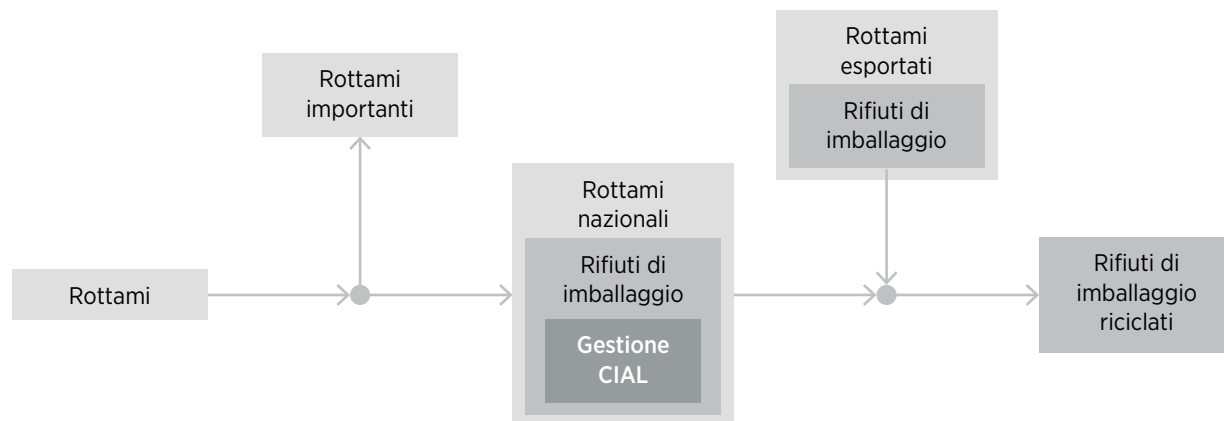 Rottami
Rottami
importanti
Rottami
nazionali
Rifiuti di
imballaggio
Gestione
CIAL
Rottami
esportati
Rifiuti di
imballaggio
Rifiuti di
imballaggio
riciclati